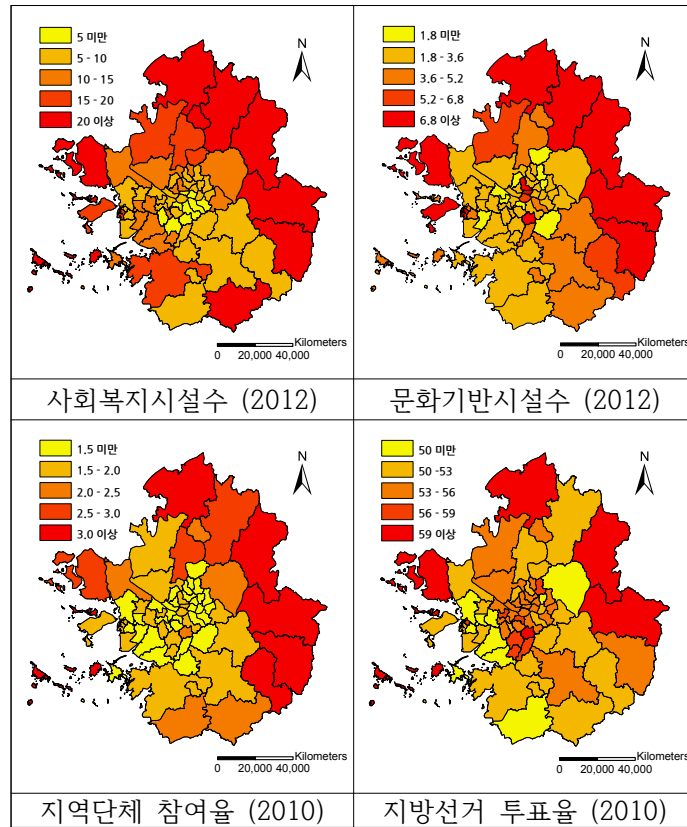 5 미만
5 - 10
10 - 15
15 - 20
20 이상
N
Kilometers
0 20,000 40,000
1.8 미만
1.8 - 3.6
3.6 - 5.2
5.2 - 6.8
6.8 이상
N
Kilometers
0 20,000 40,000
사회복지시설수 (2012)
문화기반시설수 (2012)
1.5 미만
1.5 - 2.0
2.0 - 2.5
2.5 - 3.0
3.0 이상
N
Kilometers
0 20,000 40,000
50 미만
50 -53
53 - 56
56 - 59
59 이상
N
Kilometers
0 20,000 40,000
지역단체 참여율 (2010)
지방선거 투표율 (2010)